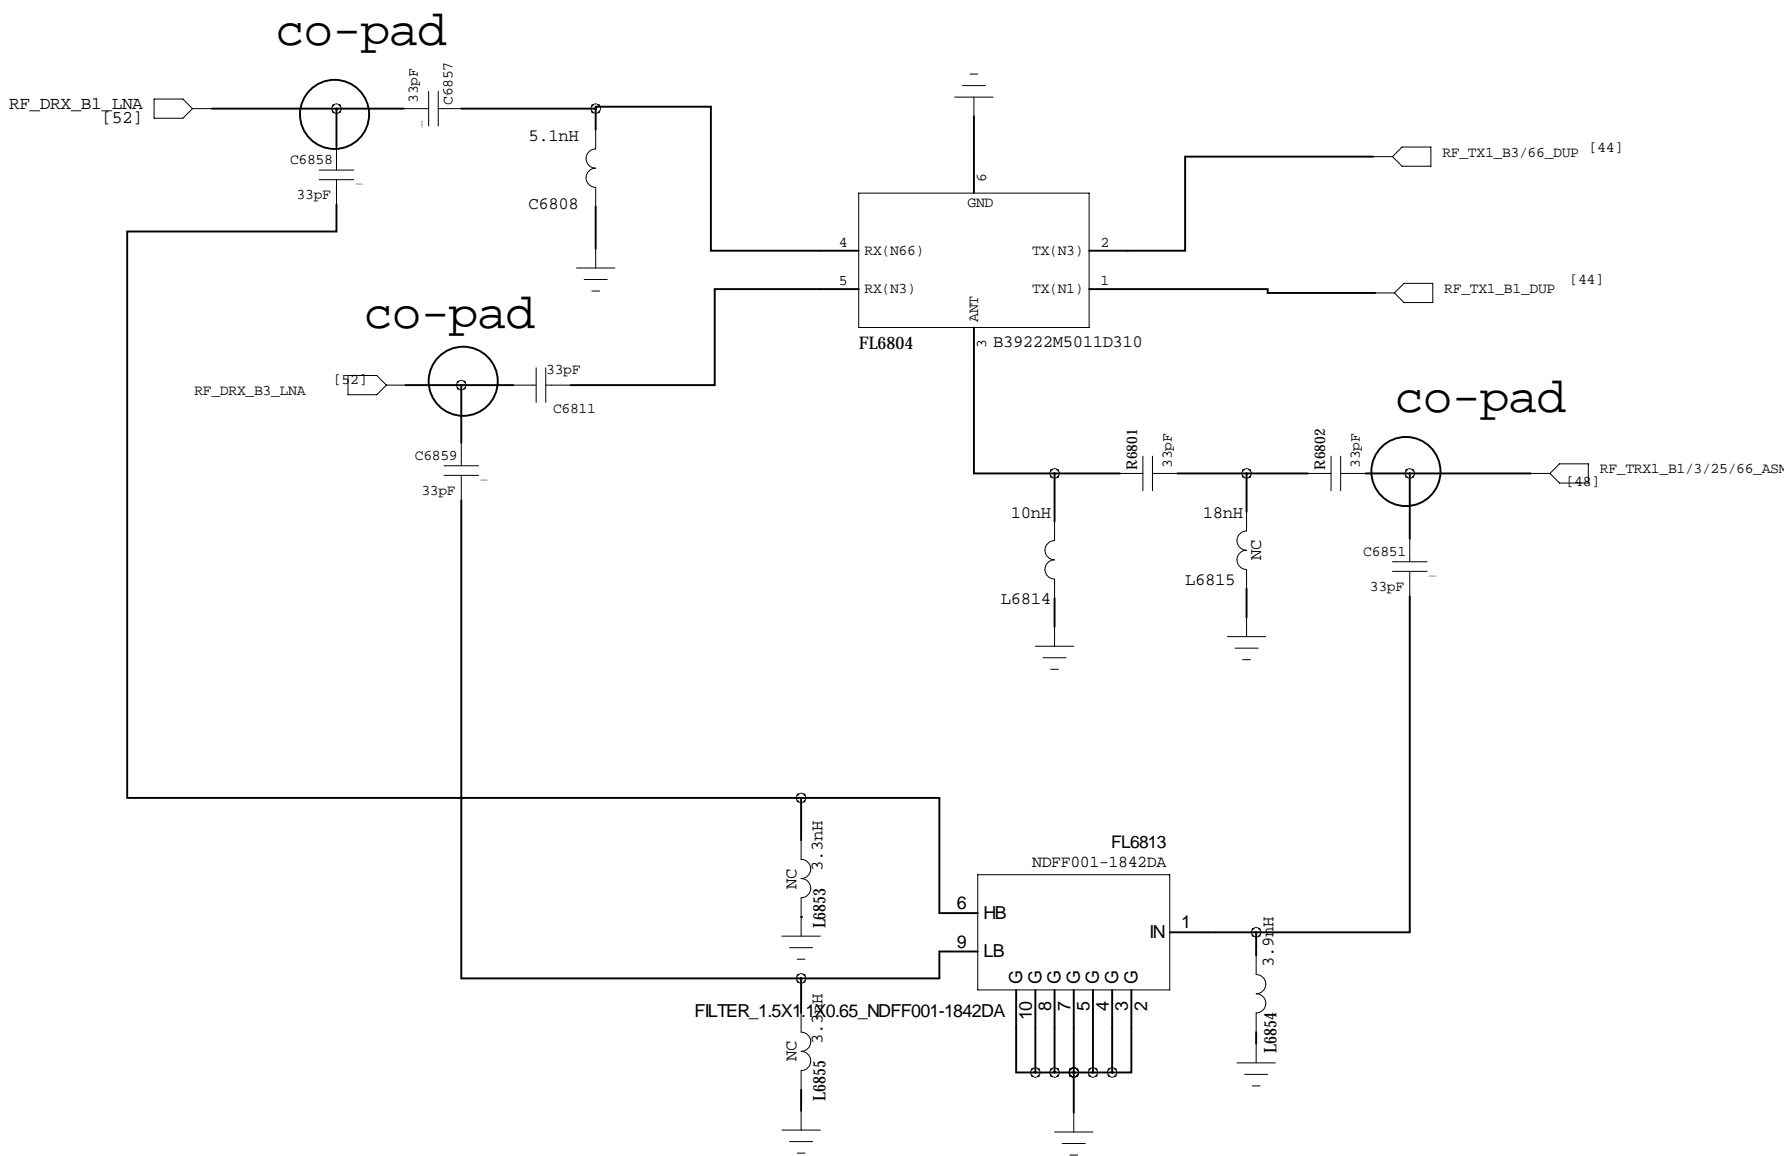 co-pad
RF_DRX_B1_LNA
[52]
33pF
C6857
C6858
33pF
5.1nH
C6808
6
GND
4
RX(N66)
TX(N3)
2
RF_TX1_B3/66_DUP [44]
5
RX(N3)
TX(N1)
1
RF_TX1_B1_DUP [44]
ANT
FL6804
3
B39222M5011D310
co-pad
RF_DRX_B3_LNA
[52]
33pF
C6811
C6859
33pF
co-pad
R6801
33pF
R6802
33pF
RF_TRX1_B1/3/25/66_ASM
[48]
10nH
L6814
18nH
NC
L6815
C6851
33pF
3.3nH
NC
L6853
FL6813
NDFF001-1842DA
6
HB
9
LB
IN
1
G G G G G G G
10 8 7 5 4 3 2
3.9nH
L6854
FILTER_1.5X1.1X0.65_NDFF001-1842DA
3.3nH
NC
L6855